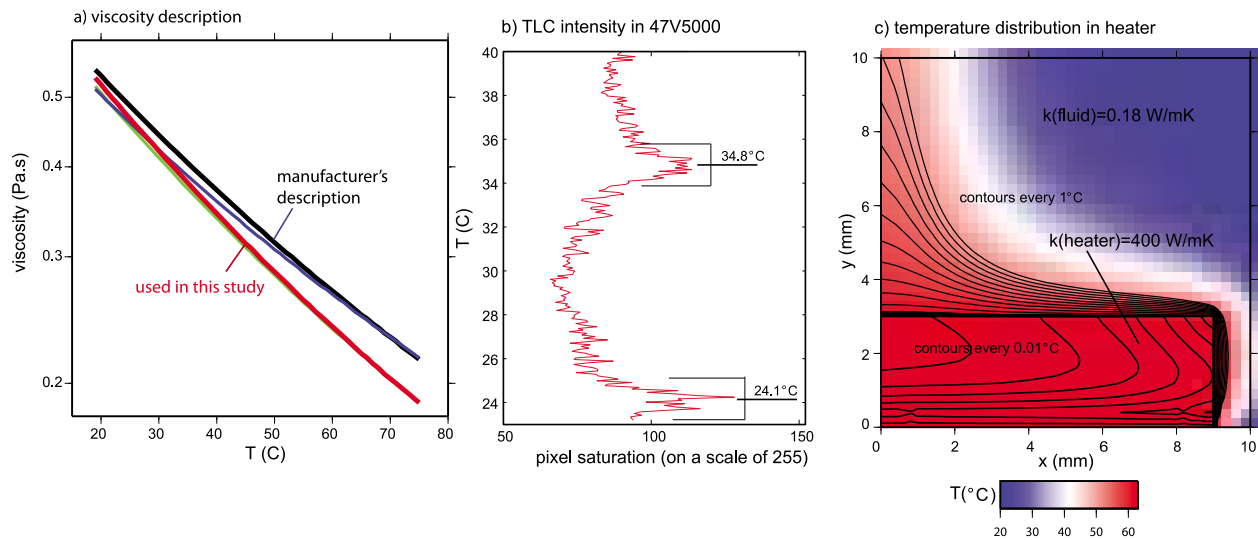 a) viscosity description
viscosity (Pa.s)
0.5
0.4
0.3
0.2
manufacturer's
description
used in this study
20 30 40 50 60 70 80
T (C)
b) TLC intensity in 47V5000
T (C)
40
38
36
34
32
30
28
26
24
34.8°C
24.1°C
50 100 150
pixel saturation (on a scale of 255)
c) temperature distribution in heater
y (mm)
10
8
6
4
2
0
k(fluid)=0.18 W/mK
contours every 1°C
k(heater)=400 W/mK
contours every 0.01°C
0 2 4 6 8 10
x (mm)
T(°C)
20 30 40 50 60